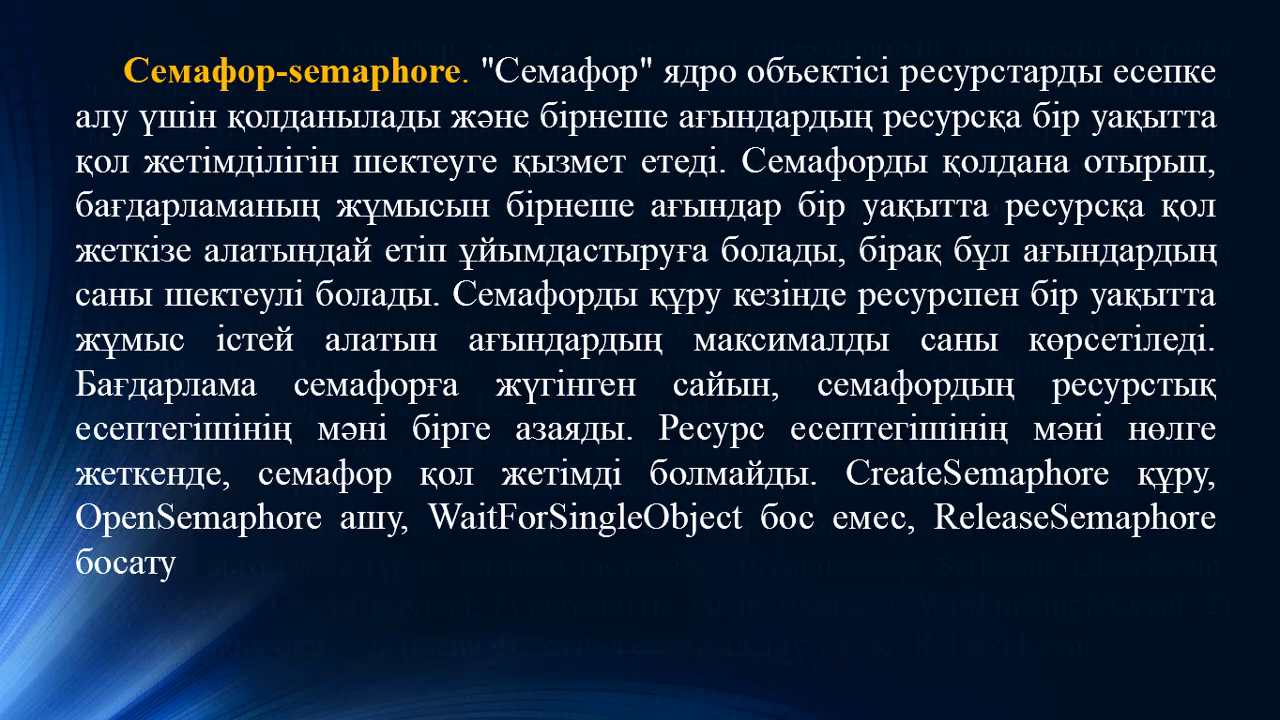 Семафор-semaphore. "Семафор" ядро объектісі ресурстарды есепке
алу үшін қолданылады және бірнеше ағындардың ресурсқа бір уақытта
қол жетімділігін шектеуге қызмет етеді. Семафорды қолдана отырып,
бағдарламаның жұмысын бірнеше ағындар бір уақытта ресурсқа қол
жеткізе алатындай етіп ұйымдастыруға болады, бірақ бұл ағындардың
саны шектеулі болады. Семафорды құру кезінде ресурспен бір уақытта
жұмыс істей алатын ағындардың максималды саны көрсетіледі.
Бағдарлама семафорға жүгінген сайын, семафордың ресурстық
есептегішінің мәні бірге азаяды. Ресурс есептегішінің мәні нөлге
жеткенде, семафор қол жетімді болмайды. CreateSemaphore құру,
OpenSemaphore ашу, WaitForSingleObject бос емес, ReleaseSemaphore
босату